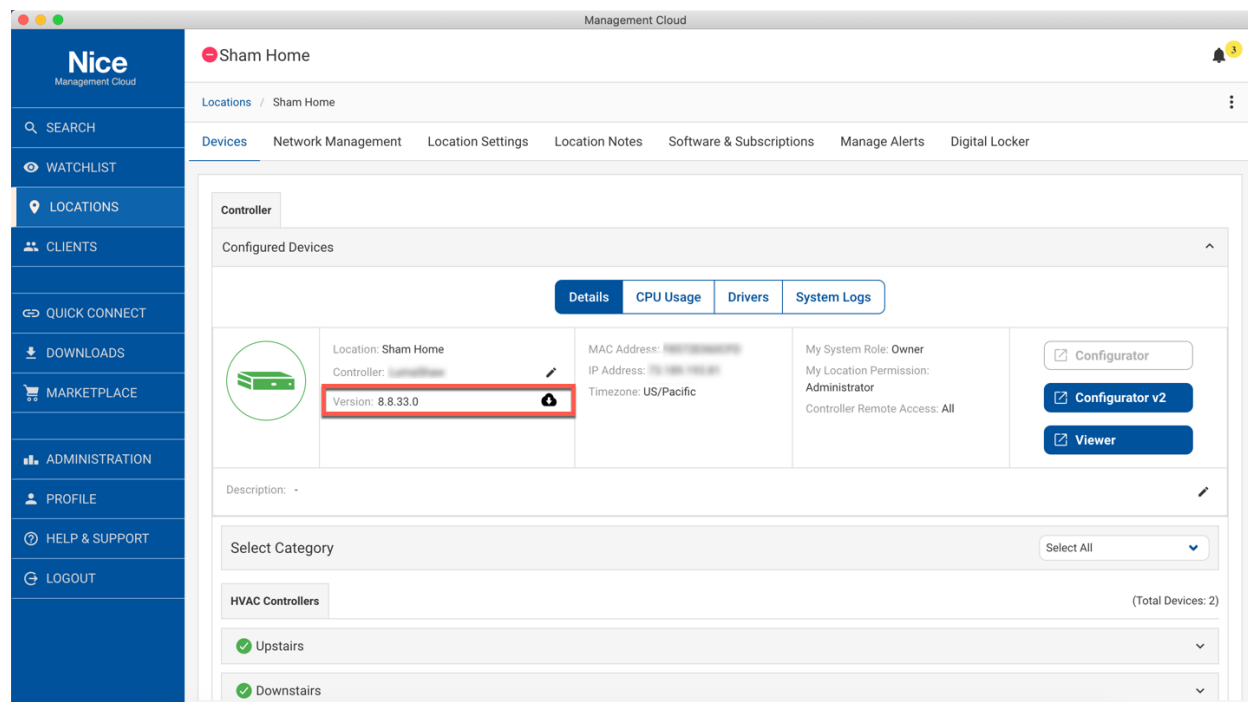 Management Cloud
Nice
Management Cloud
SEARCH
WATCHLIST
LOCATIONS
CLIENTS
QUICK CONNECT
DOWNLOADS
MARKETPLACE
ADMINISTRATION
PROFILE
HELP & SUPPORT
LOGOUT
Sham Home
3
Locations / Sham Home
Devices Network Management Location Settings Location Notes Software & Subscriptions Manage Alerts Digital Locker
Controller
Configured Devices
Details CPU Usage Drivers System Logs
Location: Sham Home
Controller:
Version: 8.8.33.0
MAC Address:
IP Address:
Timezone: US/Pacific
My System Role: Owner
My Location Permission:
Administrator
Controller Remote Access: All
Configurator
Configurator v2
Viewer
Description: -
Select Category
Select All
HVAC Controllers
(Total Devices: 2)
Upstairs
Downstairs